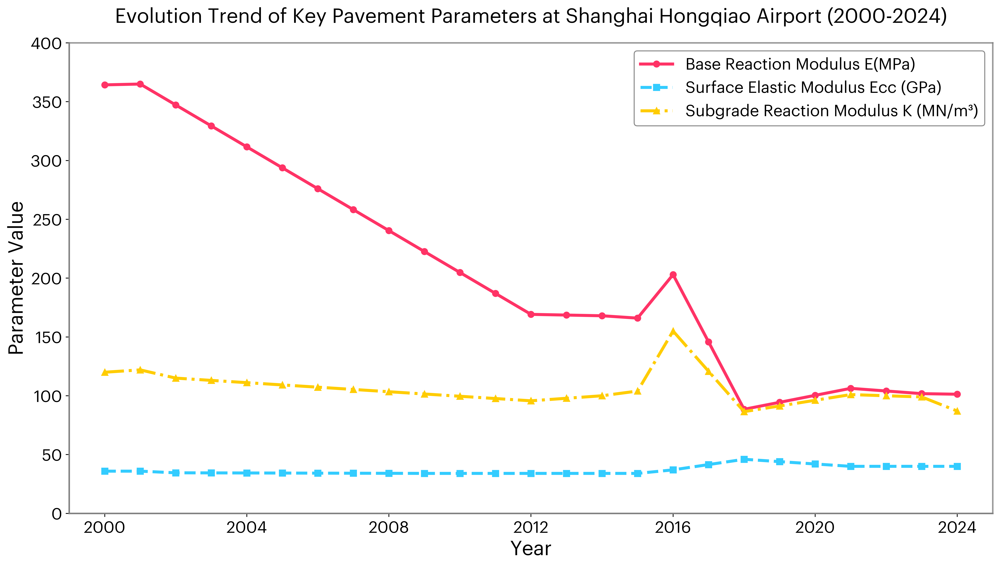 Evolution Trend of Key Pavement Parameters at Shanghai Hongqiao Airport (2000-2024)
400
350
300
250
200
150
100
50
0
Parameter Value
Base Reaction Modulus E(MPa)
Surface Elastic Modulus Ecc (GPa)
Subgrade Reaction Modulus K (MN/m³)
2000 2004 2008 2012 2016 2020 2024
Year